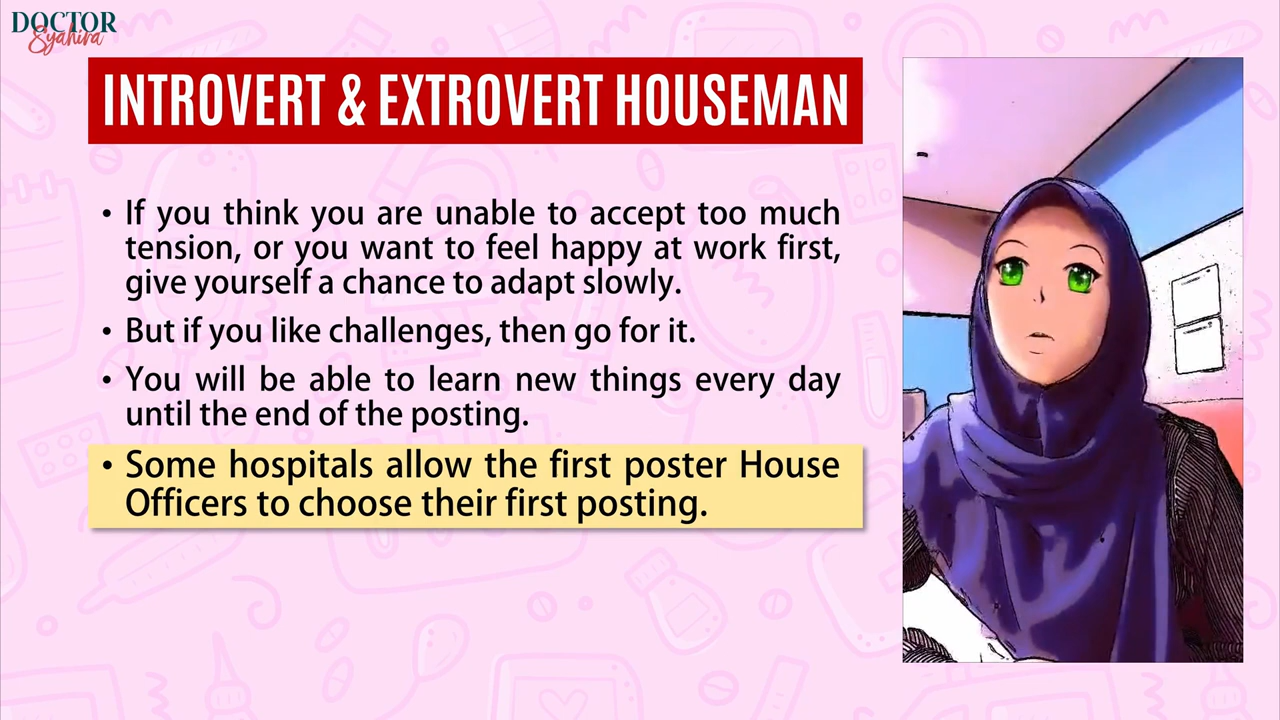 DOCTOR
Syahira
INTROVERT & EXTROVERT HOUSEMAN
• If you think you are unable to accept too much
tension, or you want to feel happy at work first,
give yourself a chance to adapt slowly.
• But if you like challenges, then go for it.
• You will be able to learn new things every day
until the end of the posting.
• Some hospitals allow the first poster House
Officers to choose their first posting.